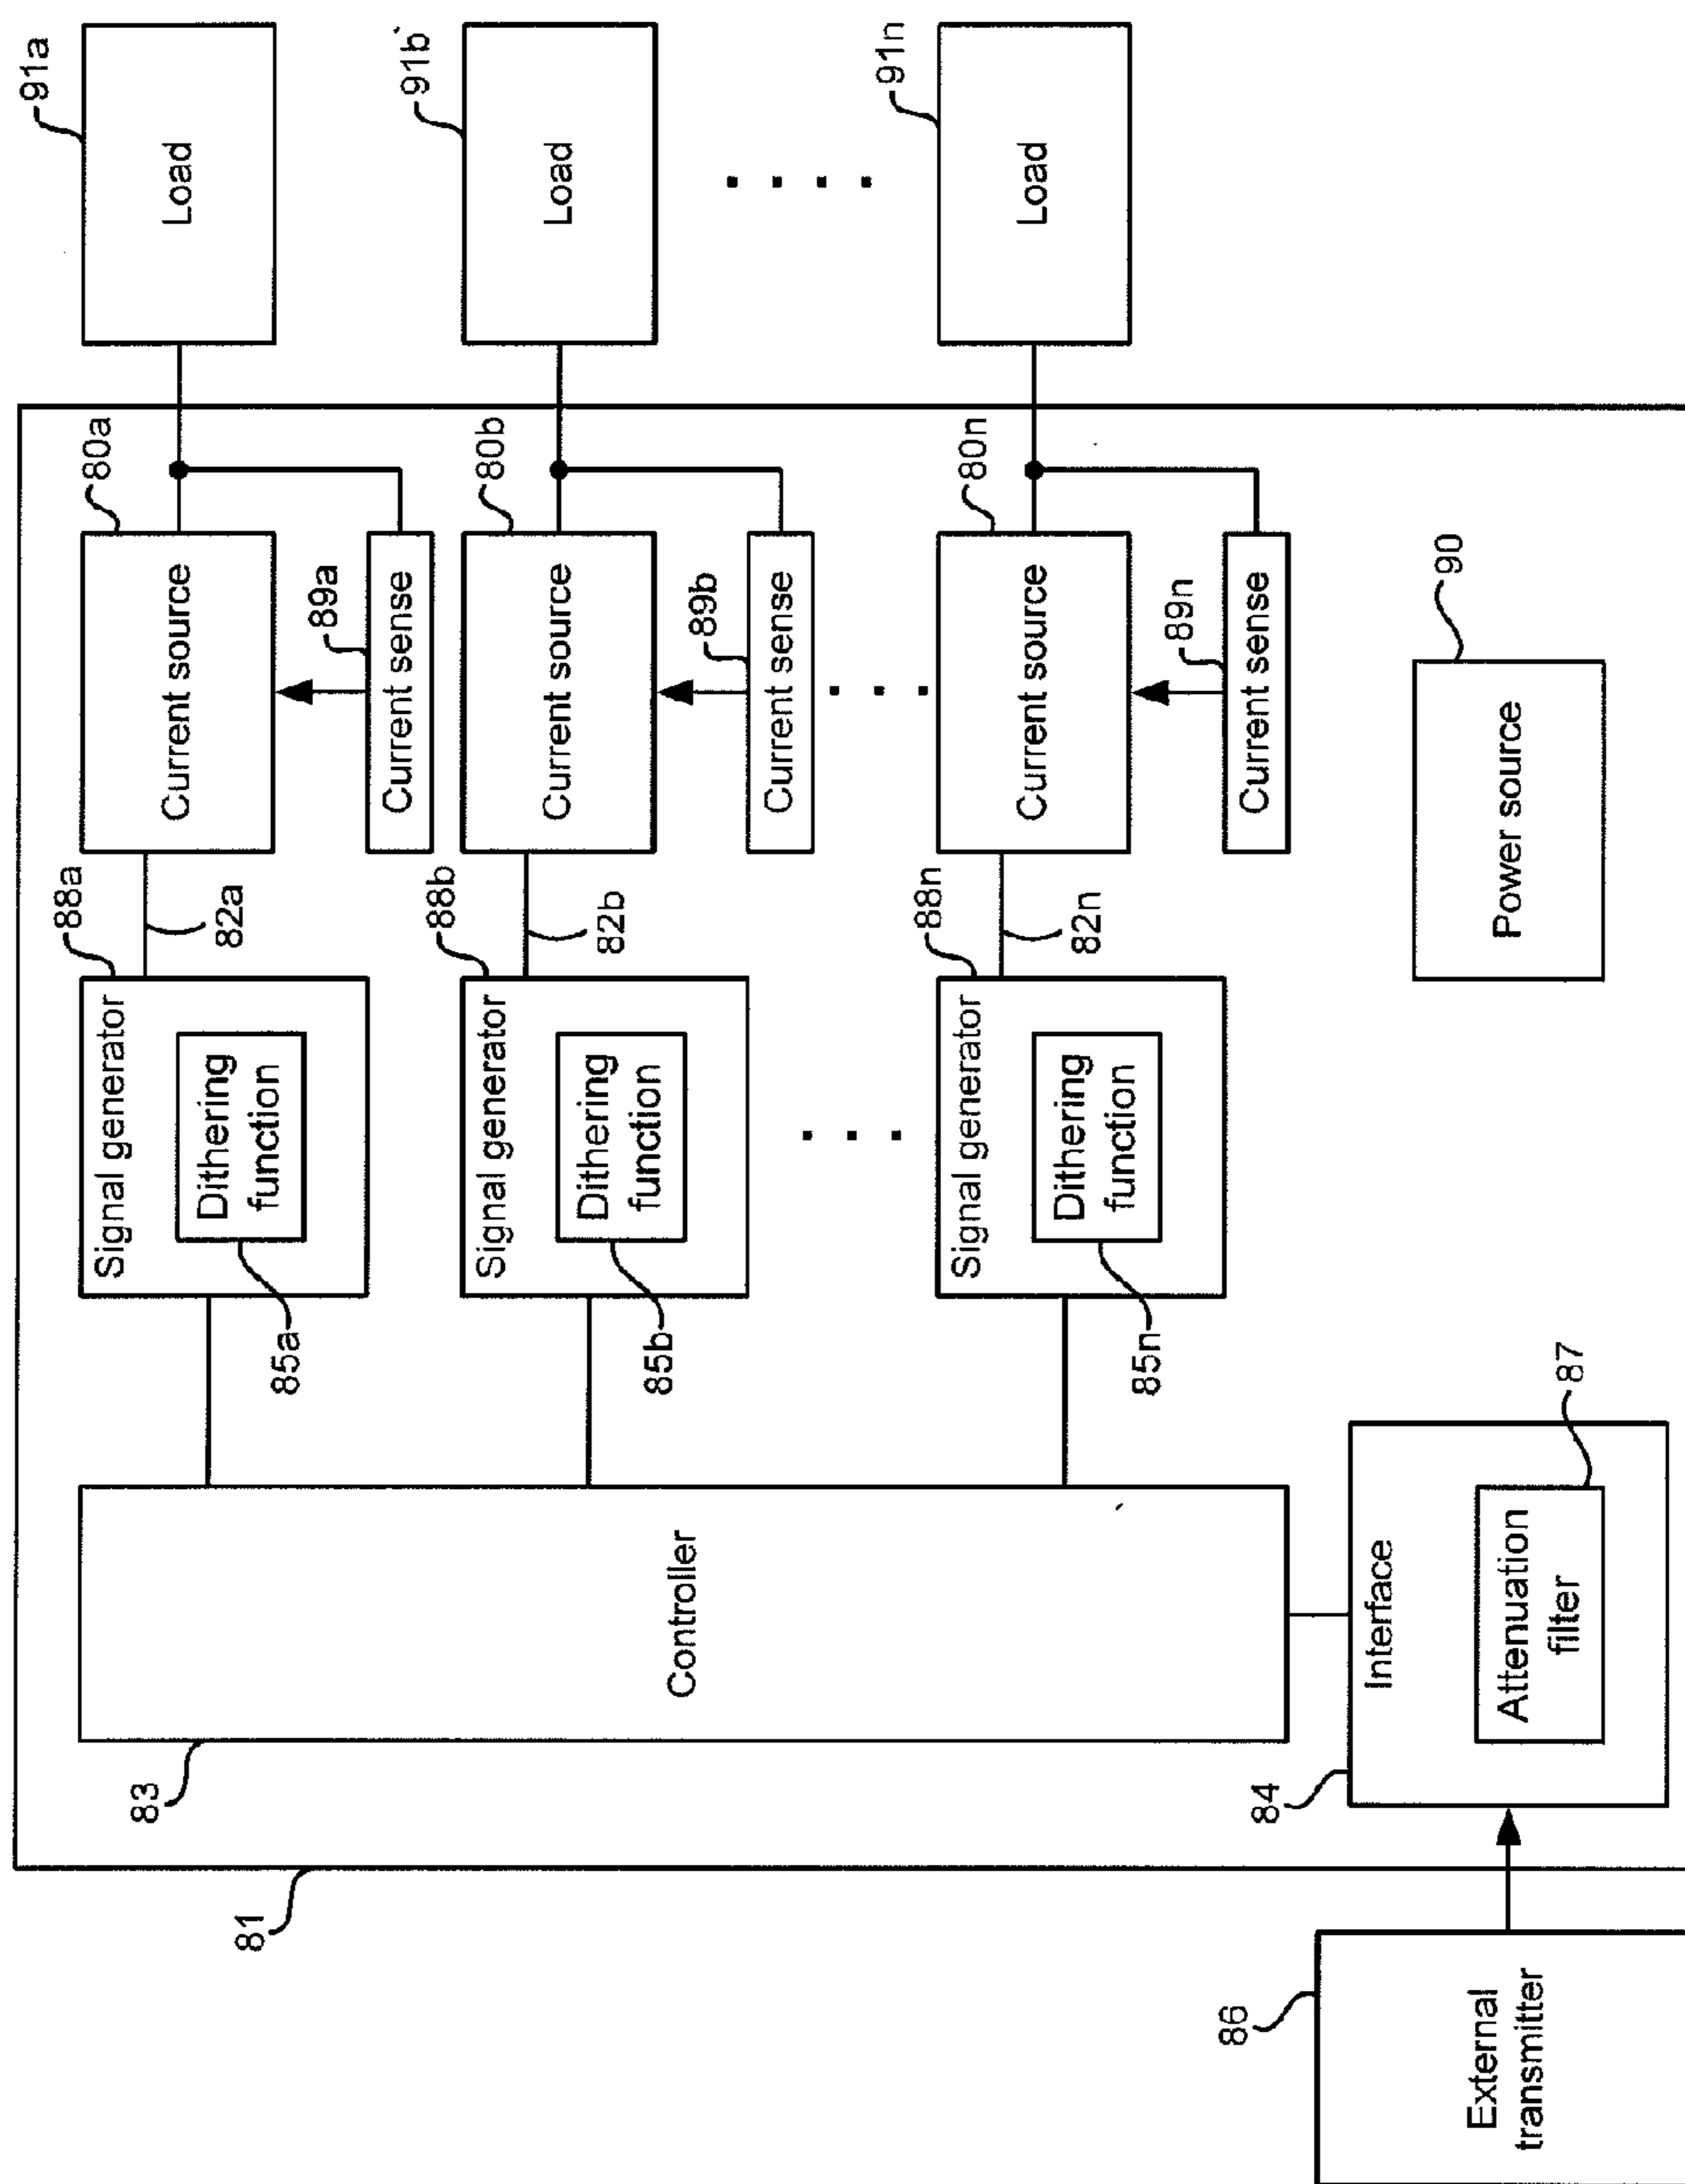 91a
Load
91b
Load
91n
Load
80a
Current source
89a
Current sense
80b
Current source
89b
Current sense
80n
Current source
89n
Current sense
90
Power source
88a
82a
Signal generator
Dithering
function
85a
88b
82b
Signal generator
Dithering
function
85b
88n
82n
Signal generator
Dithering
function
85n
Controller
83
Interface
84
Attenuation
filter
87
81
86
External
transmitter